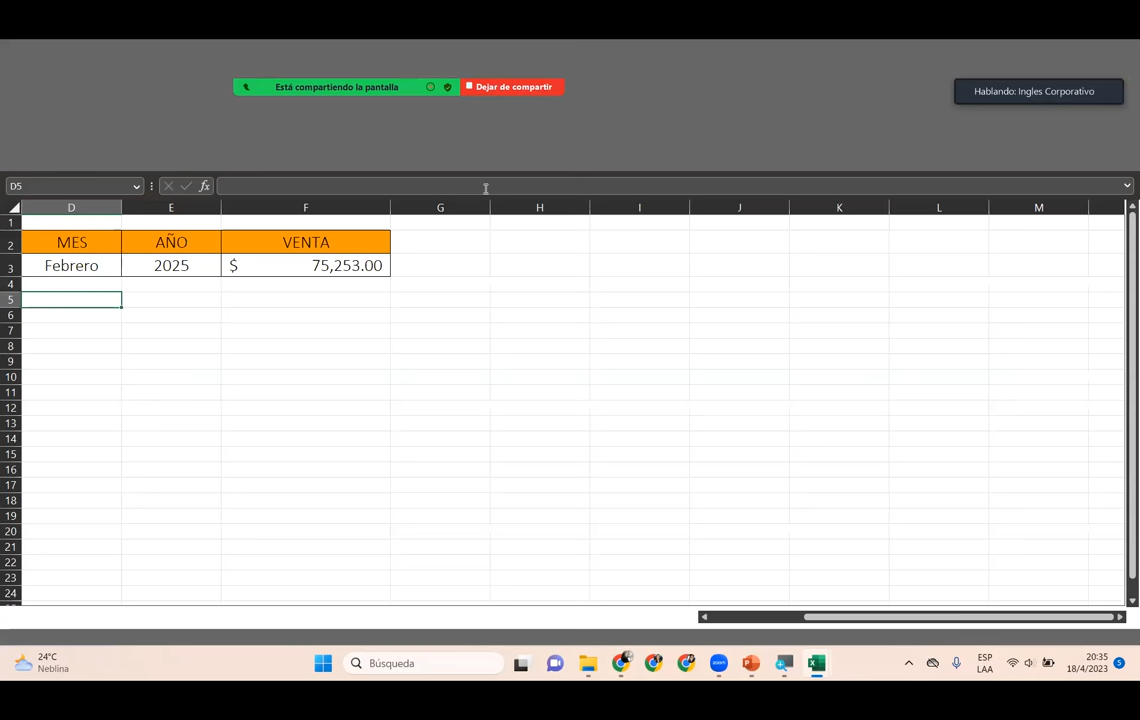 Está compartiendo la pantalla
Dejar de compartir
Hablando: Ingles Corporativo
D5
fx
D E F G H I J K L M
1
2 MES AÑO VENTA
3 Febrero 2025 $ 75,253.00
4
5
6
7
8
9
10
11
12
13
14
15
16
17
18
19
20
21
22
23
24
24°C
Neblina
Búsqueda
zoom
ESP
LAA
20:35
18/4/2023
5